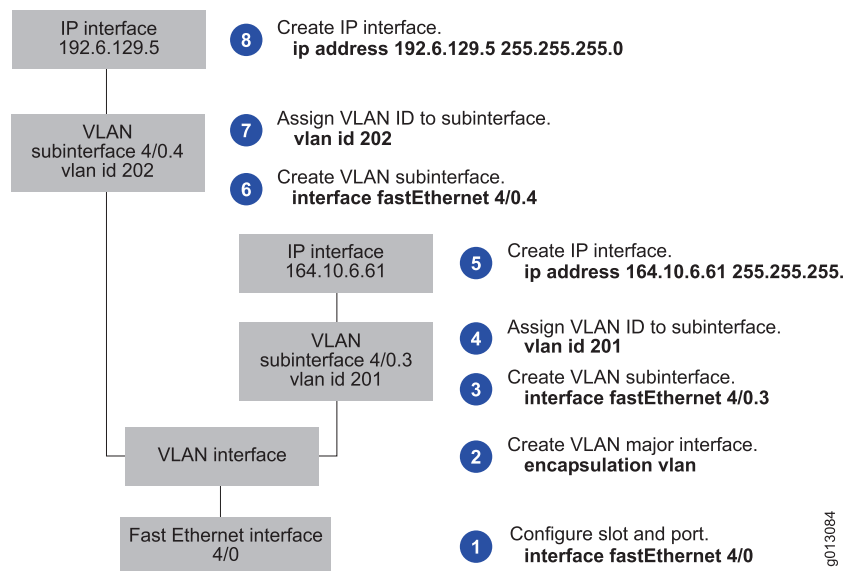 IP interface
192.6.129.5
8
Create IP interface.
ip address 192.6.129.5 255.255.255.0
VLAN
subinterface 4/0.4
vlan id 202
7
Assign VLAN ID to subinterface.
vlan id 202
6
Create VLAN subinterface.
interface fastEthernet 4/0.4
IP interface
164.10.6.61
5
Create IP interface.
ip address 164.10.6.61 255.255.255.
VLAN
subinterface 4/0.3
vlan id 201
4
Assign VLAN ID to subinterface.
vlan id 201
3
Create VLAN subinterface.
interface fastEthernet 4/0.3
VLAN interface
2
Create VLAN major interface.
encapsulation vlan
Fast Ethernet interface
4/0
1
Configure slot and port.
interface fastEthernet 4/0
g013084